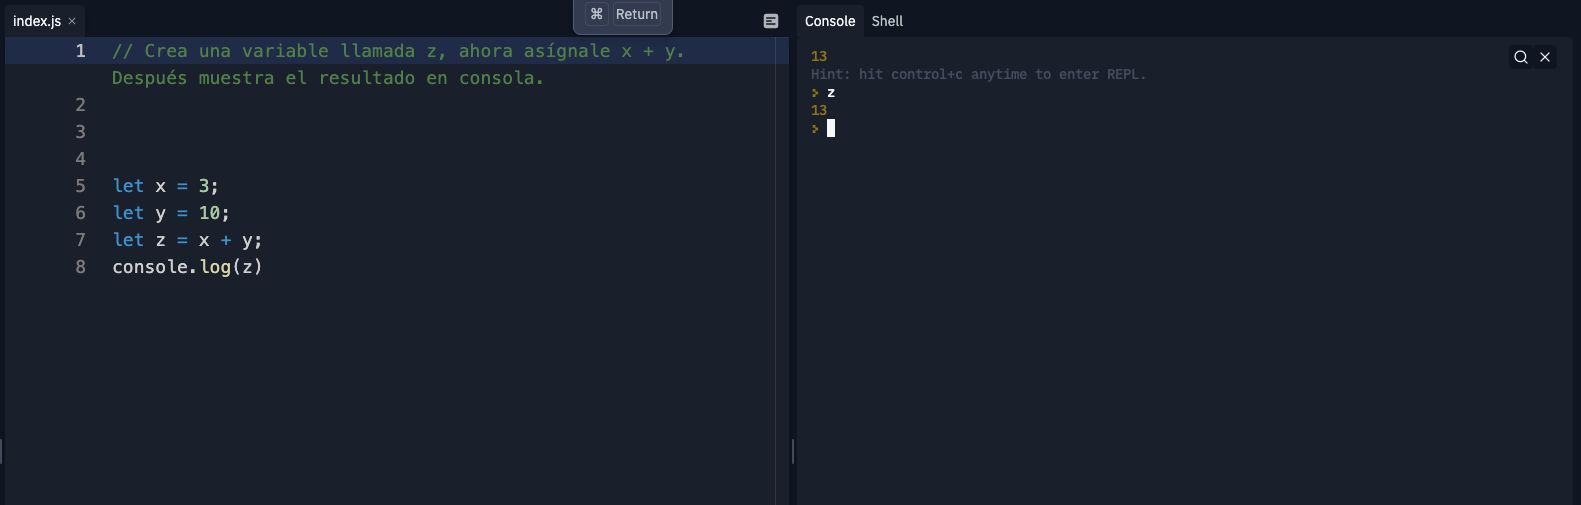 index.js ×
⌘ Return
1 // Crea una variable llamada z, ahora asígnale x + y.
Después muestra el resultado en consola.
2
3
4
5 let x = 3;
6 let y = 10;
7 let z = x + y;
8 console.log(z)
Console Shell
13
Hint: hit control+c anytime to enter REPL.
> z
13
>